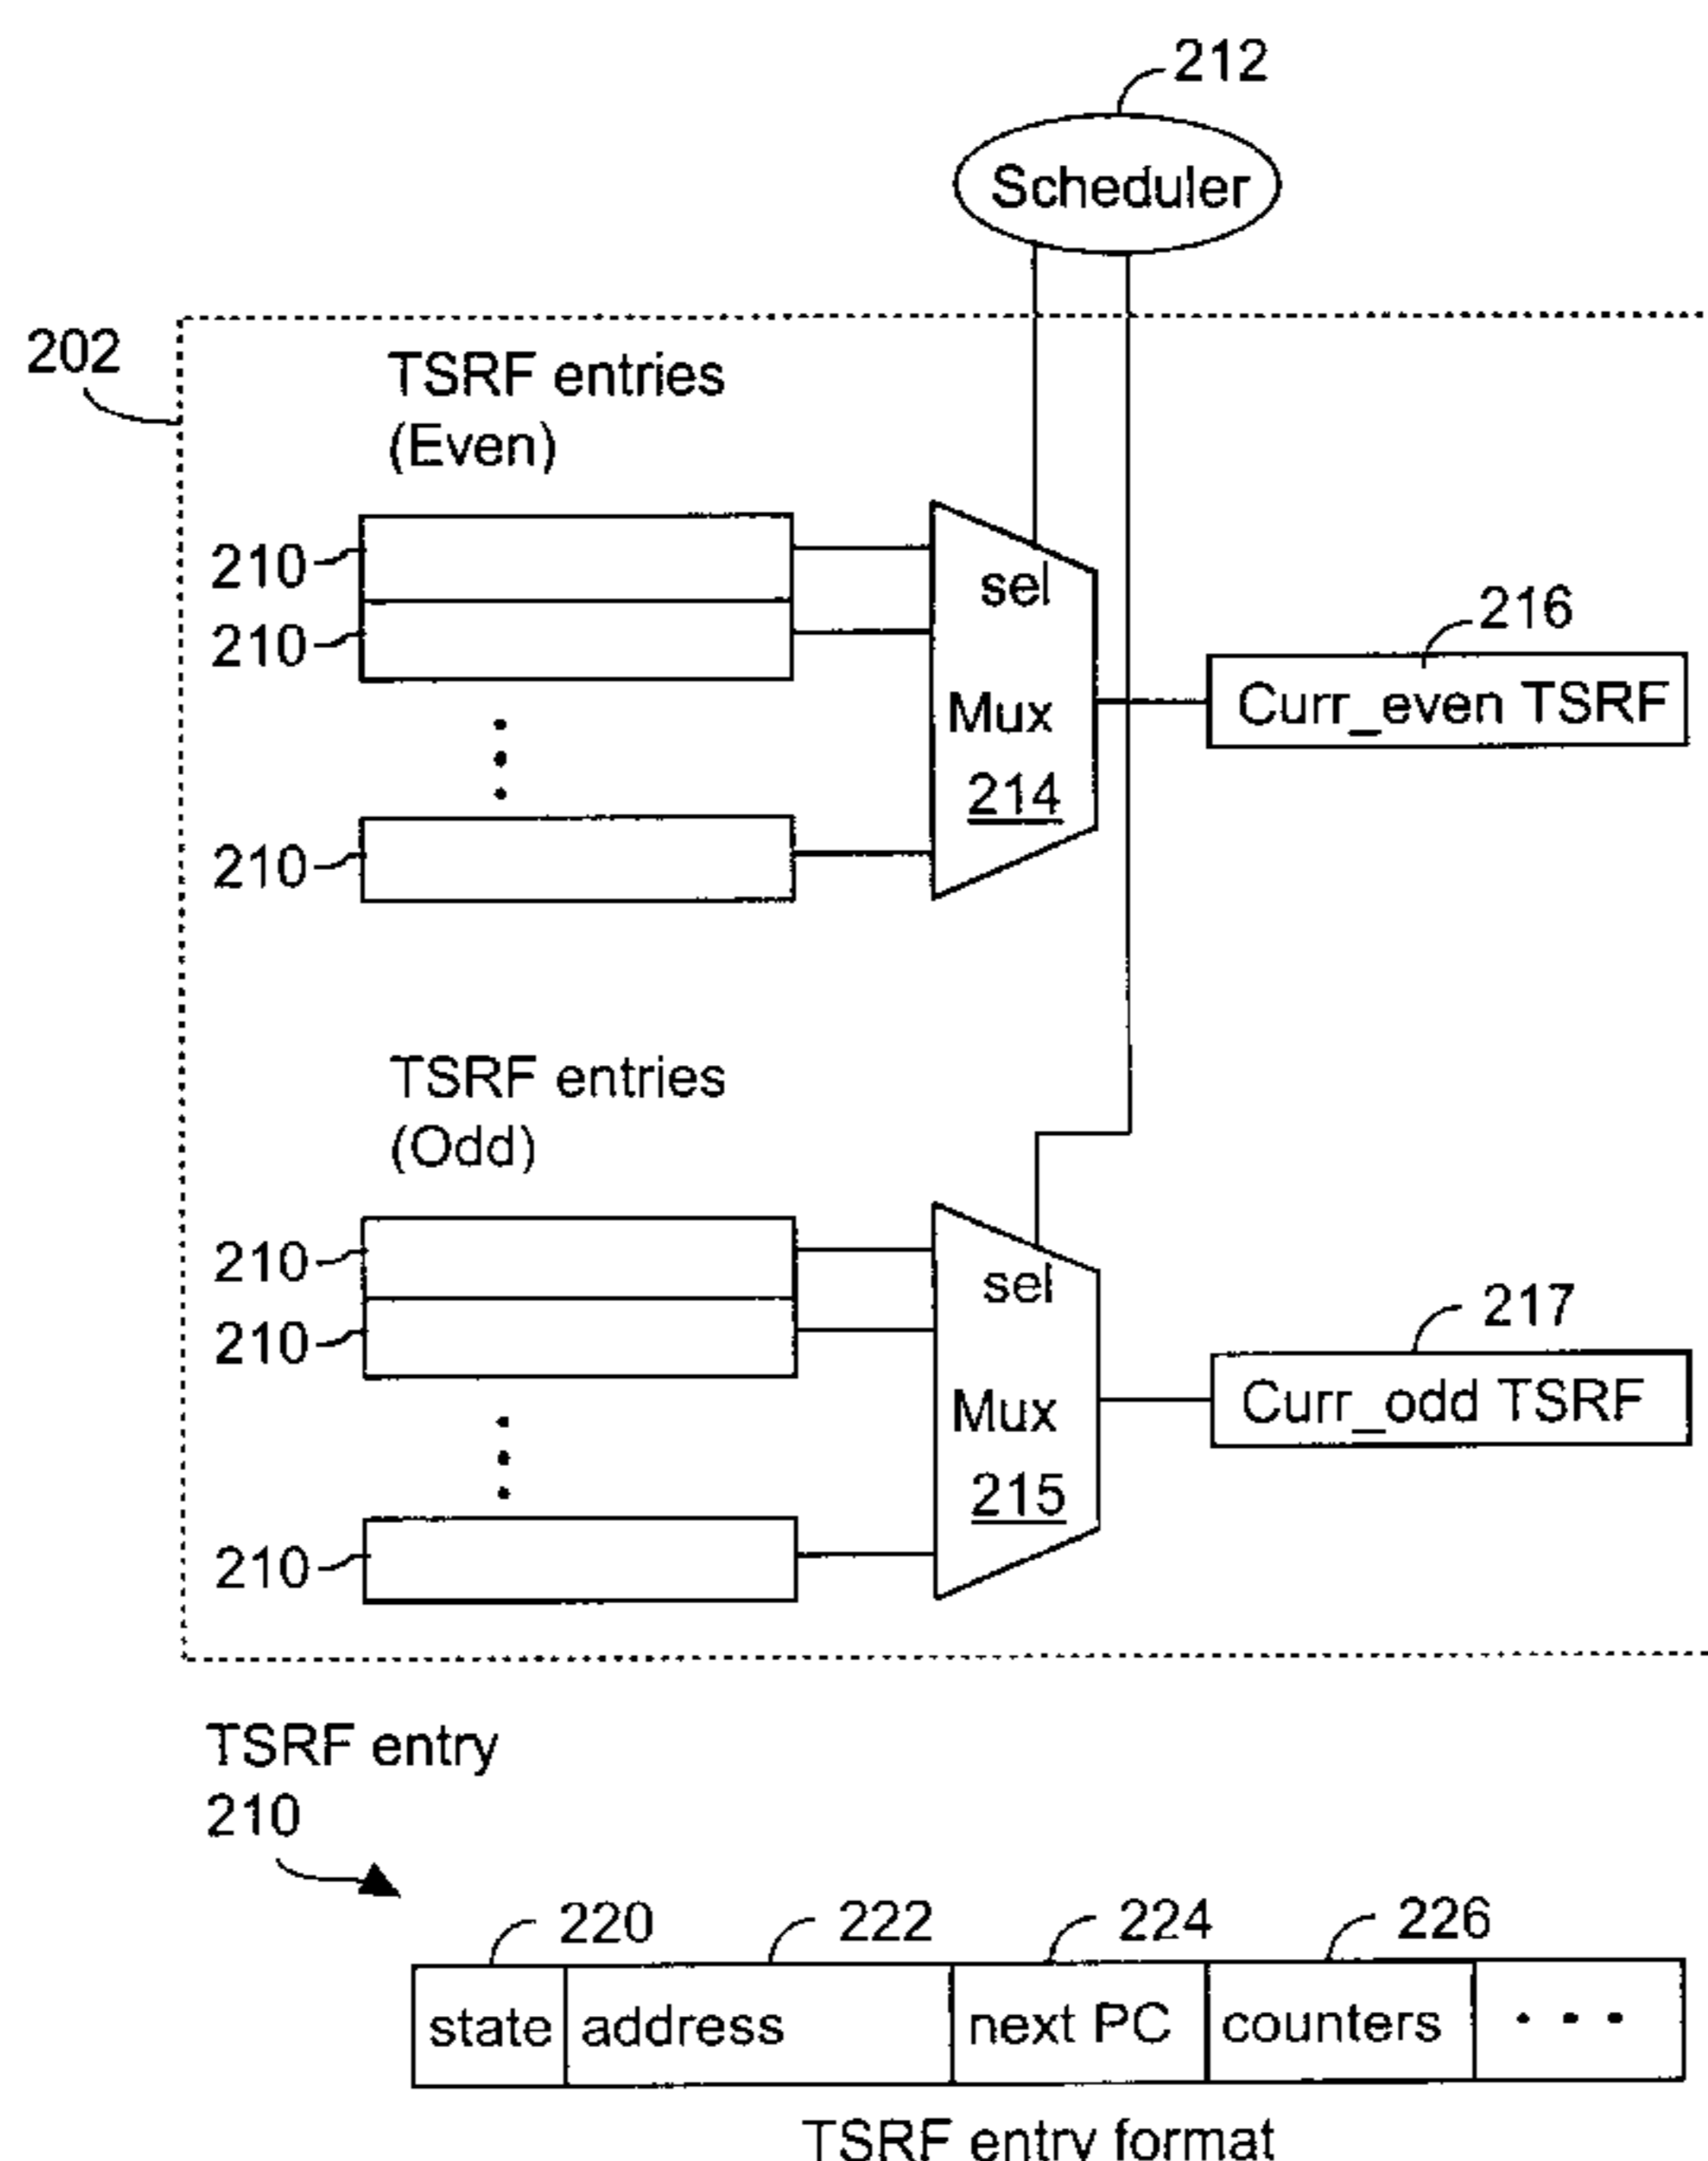 212
Scheduler
202
TSRF entries
(Even)
210
210
210
sel
Mux
214
216
Curr_even TSRF
TSRF entries
(Odd)
210
210
210
sel
Mux
215
217
Curr_odd TSRF
TSRF entry
210
220 222 224 226
state address next PC counters • • •
TSRF entry format